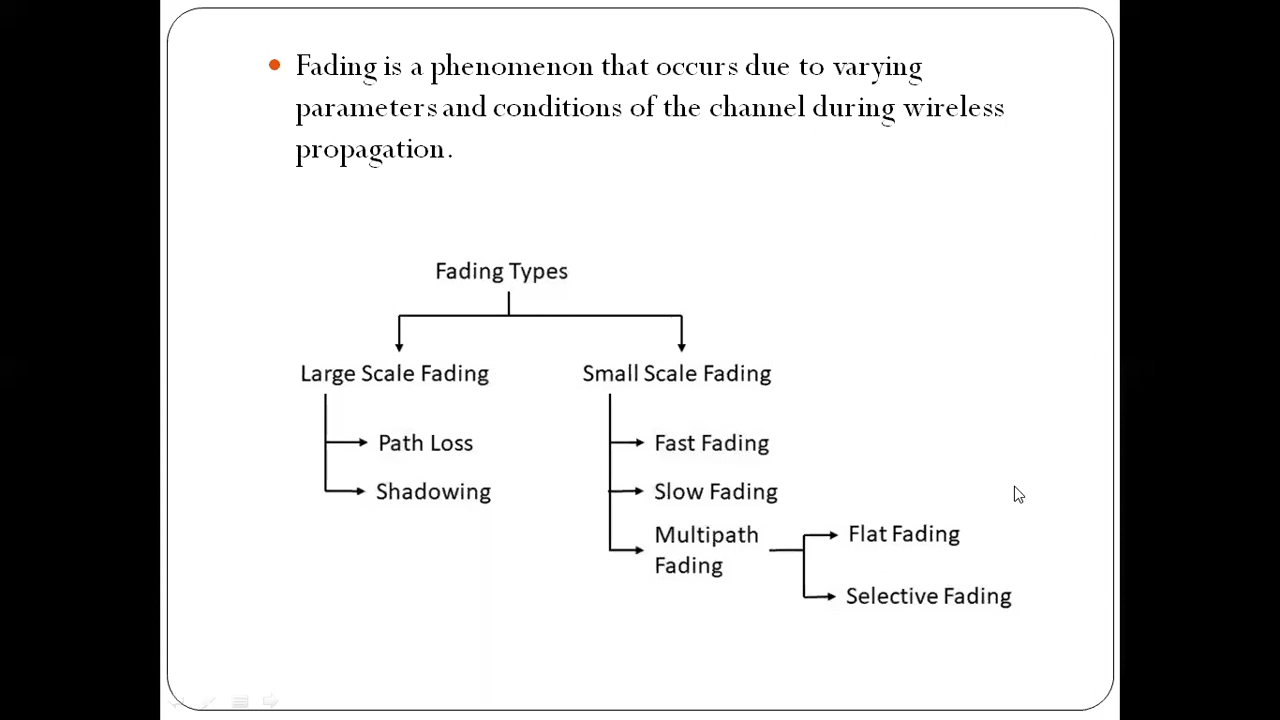 Fading is a phenomenon that occurs due to varying
parameters and conditions of the channel during wireless
propagation.
Fading Types
Large Scale Fading
Small Scale Fading
Path Loss
Fast Fading
Shadowing
Slow Fading
Multipath
Fading
Flat Fading
Selective Fading